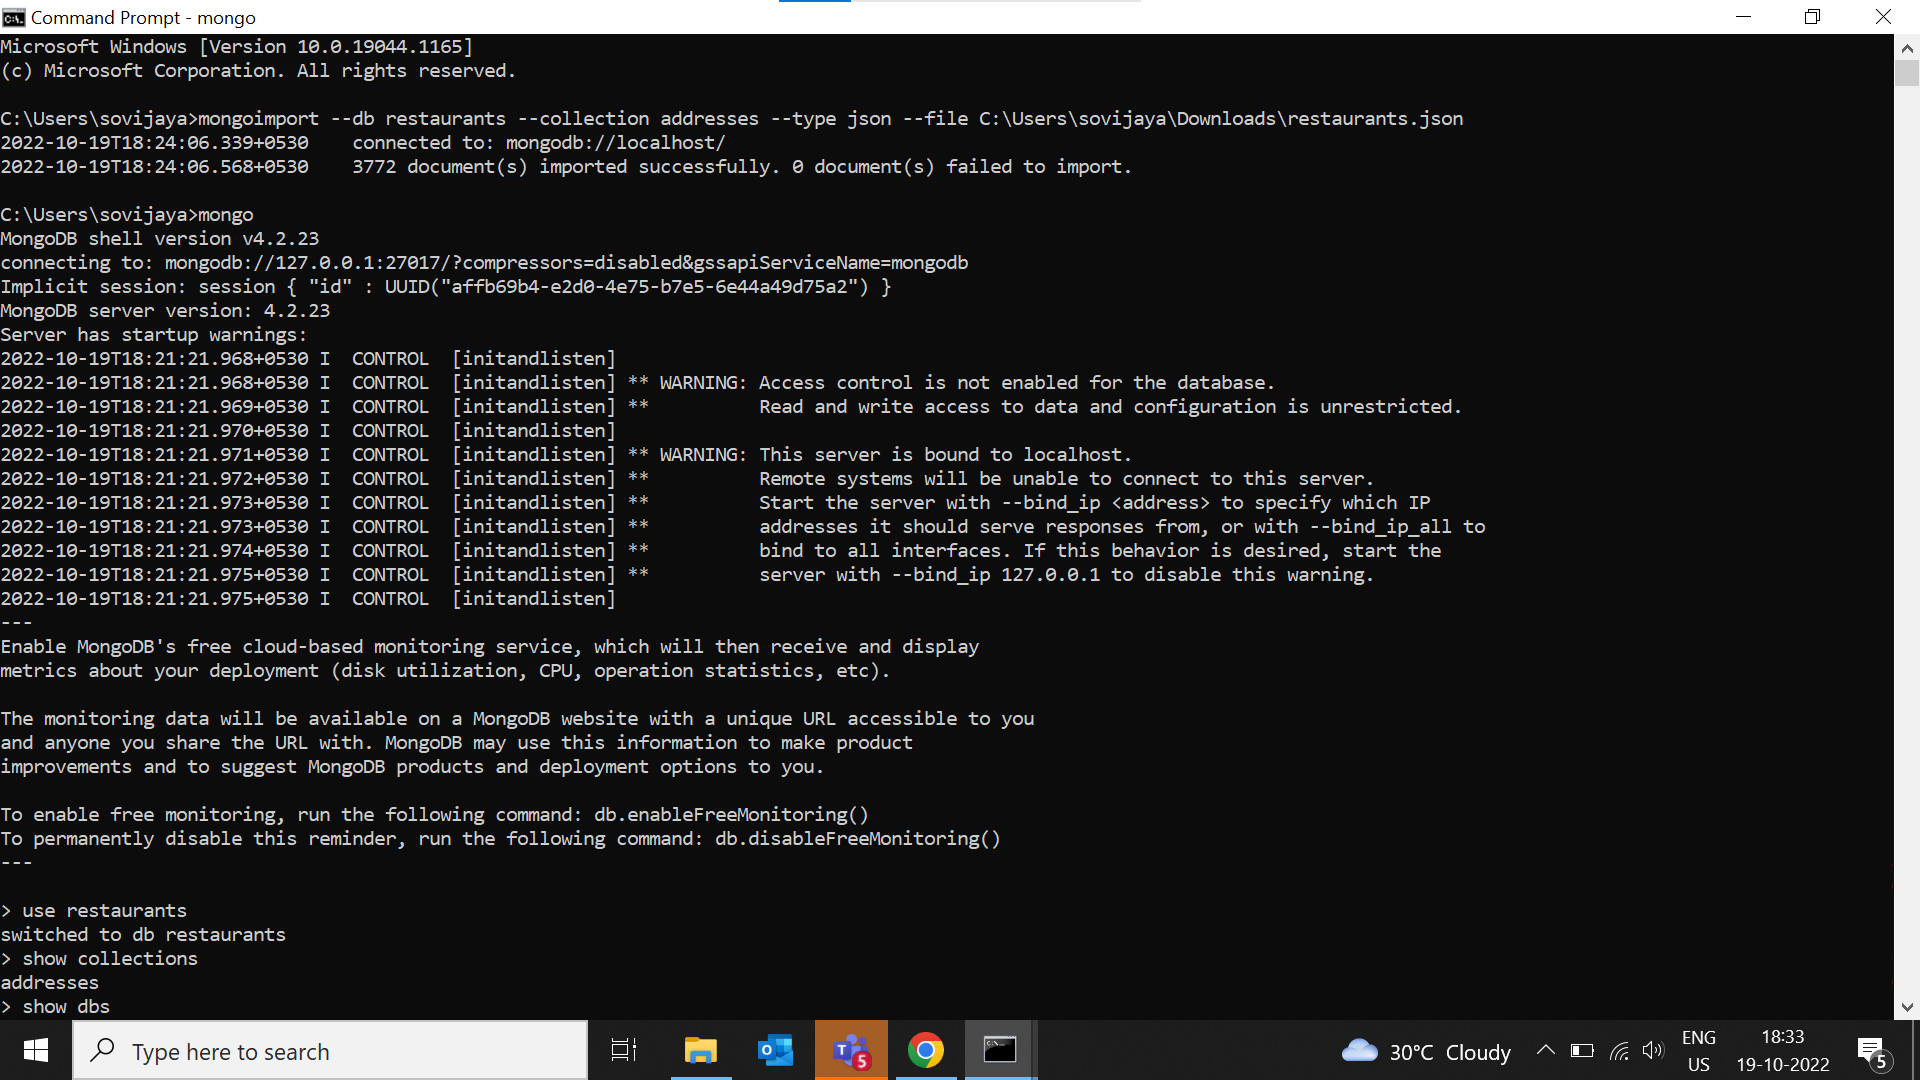 Command Prompt - mongo
Microsoft Windows [Version 10.0.19044.1165]
(c) Microsoft Corporation. All rights reserved.
C:\Users\sovijaya>mongoimport --db restaurants --collection addresses --type json --file C:\Users\sovijaya\Downloads\restaurants.json
2022-10-19T18:24:06.339+0530    connected to: mongodb://localhost/
2022-10-19T18:24:06.568+0530    3772 document(s) imported successfully. 0 document(s) failed to import.
C:\Users\sovijaya>mongo
MongoDB shell version v4.2.23
connecting to: mongodb://127.0.0.1:27017/?compressors=disabled&gssapiServiceName=mongodb
Implicit session: session { "id" : UUID("affb69b4-e2d0-4e75-b7e5-6e44a49d75a2") }
MongoDB server version: 4.2.23
Server has startup warnings:
2022-10-19T18:21:21.968+0530 I  CONTROL  [initandlisten]
2022-10-19T18:21:21.968+0530 I  CONTROL  [initandlisten] ** WARNING: Access control is not enabled for the database.
2022-10-19T18:21:21.969+0530 I  CONTROL  [initandlisten] **          Read and write access to data and configuration is unrestricted.
2022-10-19T18:21:21.970+0530 I  CONTROL  [initandlisten]
2022-10-19T18:21:21.971+0530 I  CONTROL  [initandlisten] ** WARNING: This server is bound to localhost.
2022-10-19T18:21:21.972+0530 I  CONTROL  [initandlisten] **          Remote systems will be unable to connect to this server.
2022-10-19T18:21:21.973+0530 I  CONTROL  [initandlisten] **          Start the server with --bind_ip <address> to specify which IP
2022-10-19T18:21:21.973+0530 I  CONTROL  [initandlisten] **          addresses it should serve responses from, or with --bind_ip_all to
2022-10-19T18:21:21.974+0530 I  CONTROL  [initandlisten] **          bind to all interfaces. If this behavior is desired, start the
2022-10-19T18:21:21.975+0530 I  CONTROL  [initandlisten] **          server with --bind_ip 127.0.0.1 to disable this warning.
2022-10-19T18:21:21.975+0530 I  CONTROL  [initandlisten]
---
Enable MongoDB's free cloud-based monitoring service, which will then receive and display
metrics about your deployment (disk utilization, CPU, operation statistics, etc).
The monitoring data will be available on a MongoDB website with a unique URL accessible to you
and anyone you share the URL with. MongoDB may use this information to make product
improvements and to suggest MongoDB products and deployment options to you.
To enable free monitoring, run the following command: db.enableFreeMonitoring()
To permanently disable this reminder, run the following command: db.disableFreeMonitoring()
---
> use restaurants
switched to db restaurants
> show collections
addresses
> show dbs
Type here to search
5
30°C Cloudy
ENG
US
18:33
19-10-2022
5